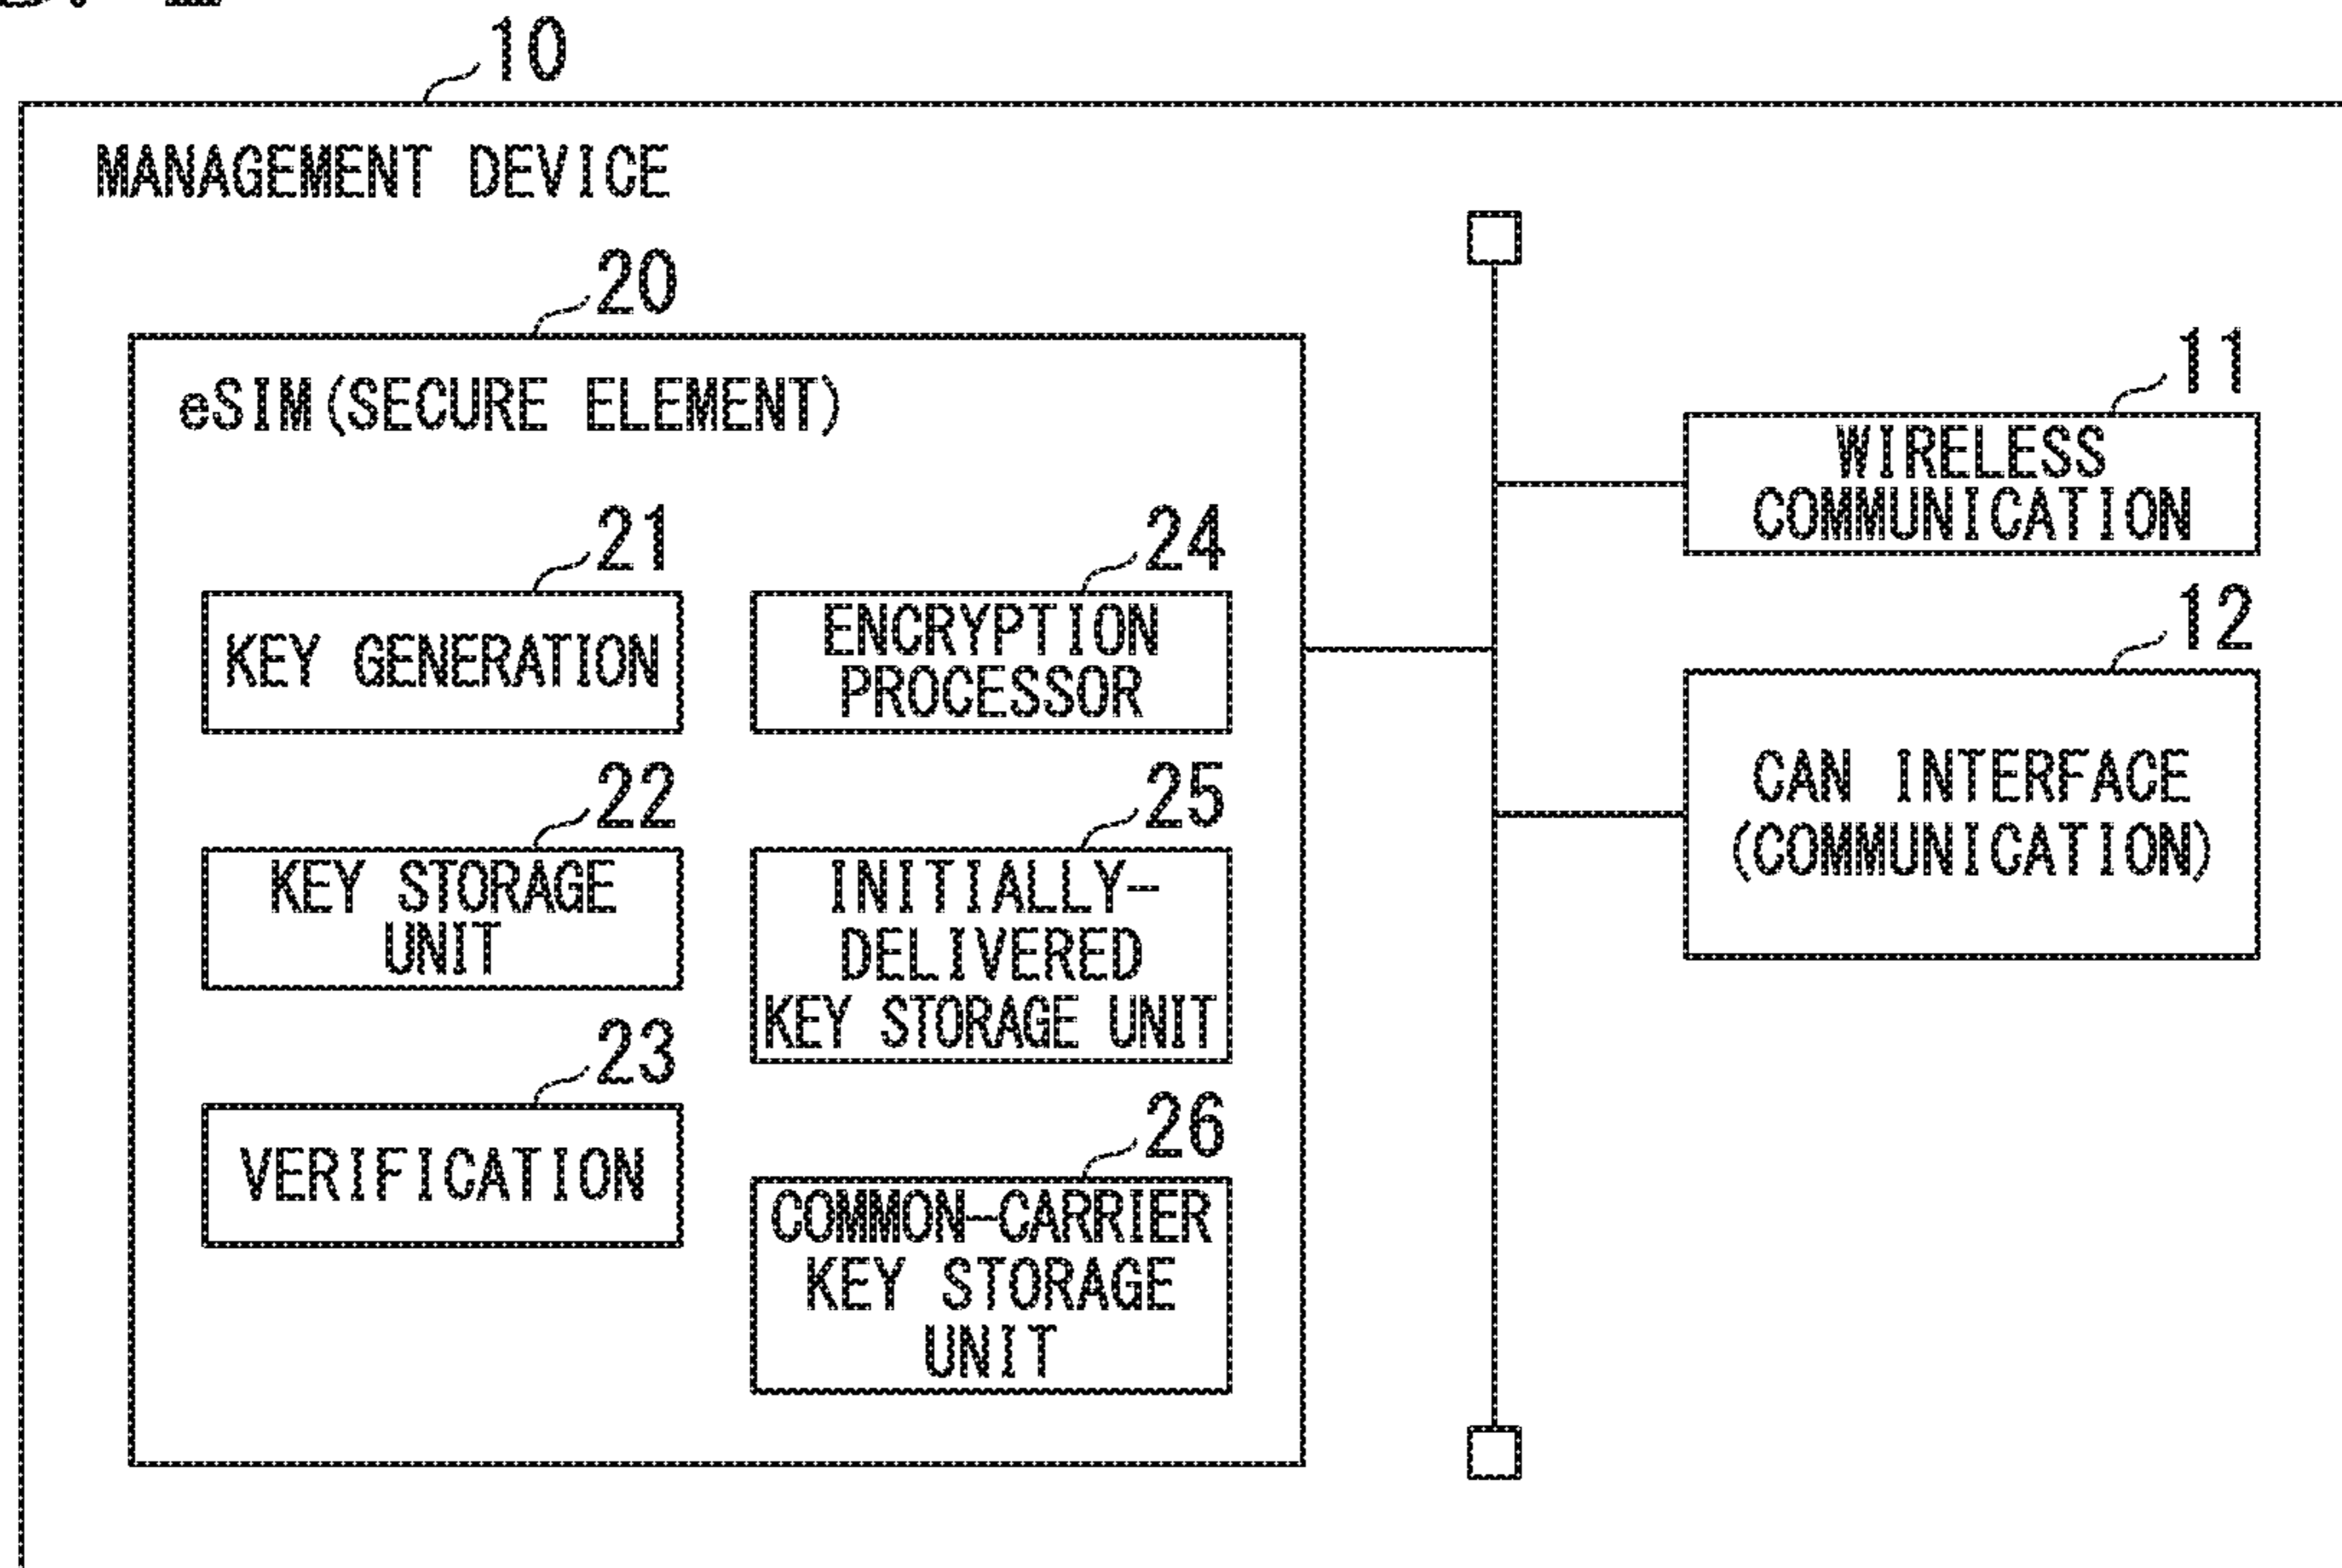 10
MANAGEMENT DEVICE
20
eSIM(SECURE ELEMENT)
21
KEY GENERATION
22
KEY STORAGE
UNIT
23
VERIFICATION
24
ENCRYPTION
PROCESSOR
25
INITIALLY-
DELIVERED
KEY STORAGE UNIT
26
COMMON-CARRIER
KEY STORAGE
UNIT
11
WIRELESS
COMMUNICATION
12
CAN INTERFACE
(COMMUNICATION)